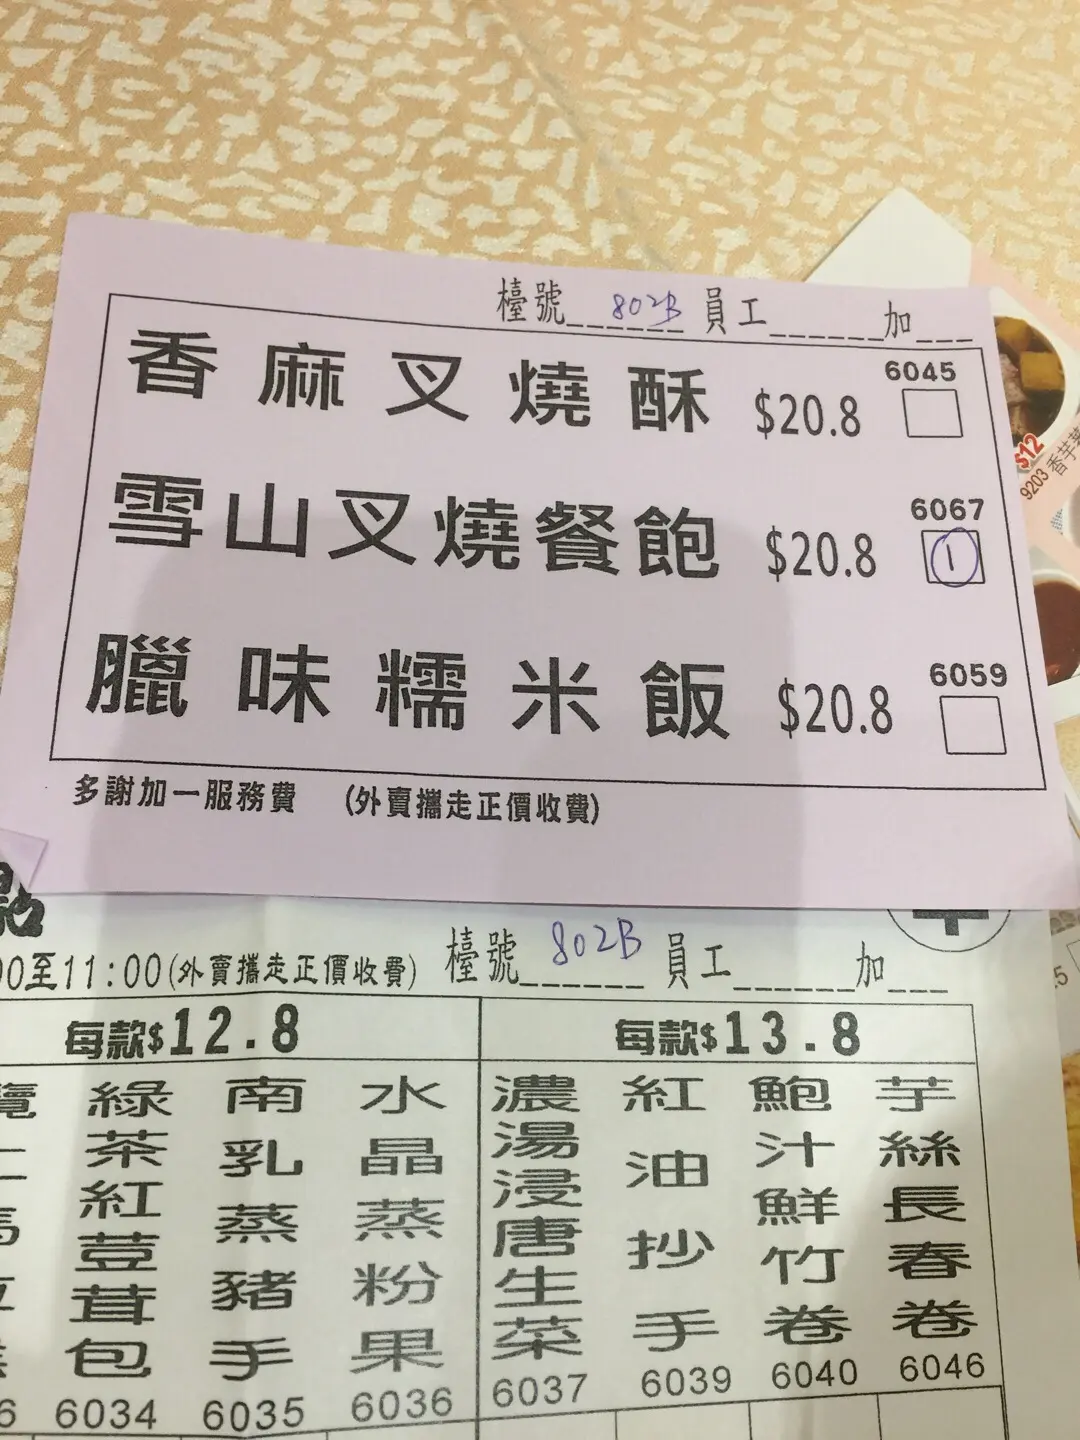 檯號 802B 員工 加
香麻叉燒酥 $20.8 6045
雪山叉燒餐飽 $20.8 6067 1
臘味糯米飯 $20.8 6059
多謝加一服務費 (外賣攜走正價收費)
$12
9203 香芋
點
00至11:00(外賣攜走正價收費) 檯號 802B 員工 加
每款$12.8 每款$13.8
綠茶紅荳茸包 6034
南乳蒸豬手 6035
水晶蒸粉果 6036
濃湯浸唐生菜 6037
紅油抄手 6039
鮑汁鮮竹卷 6040
芋絲長春卷 6046